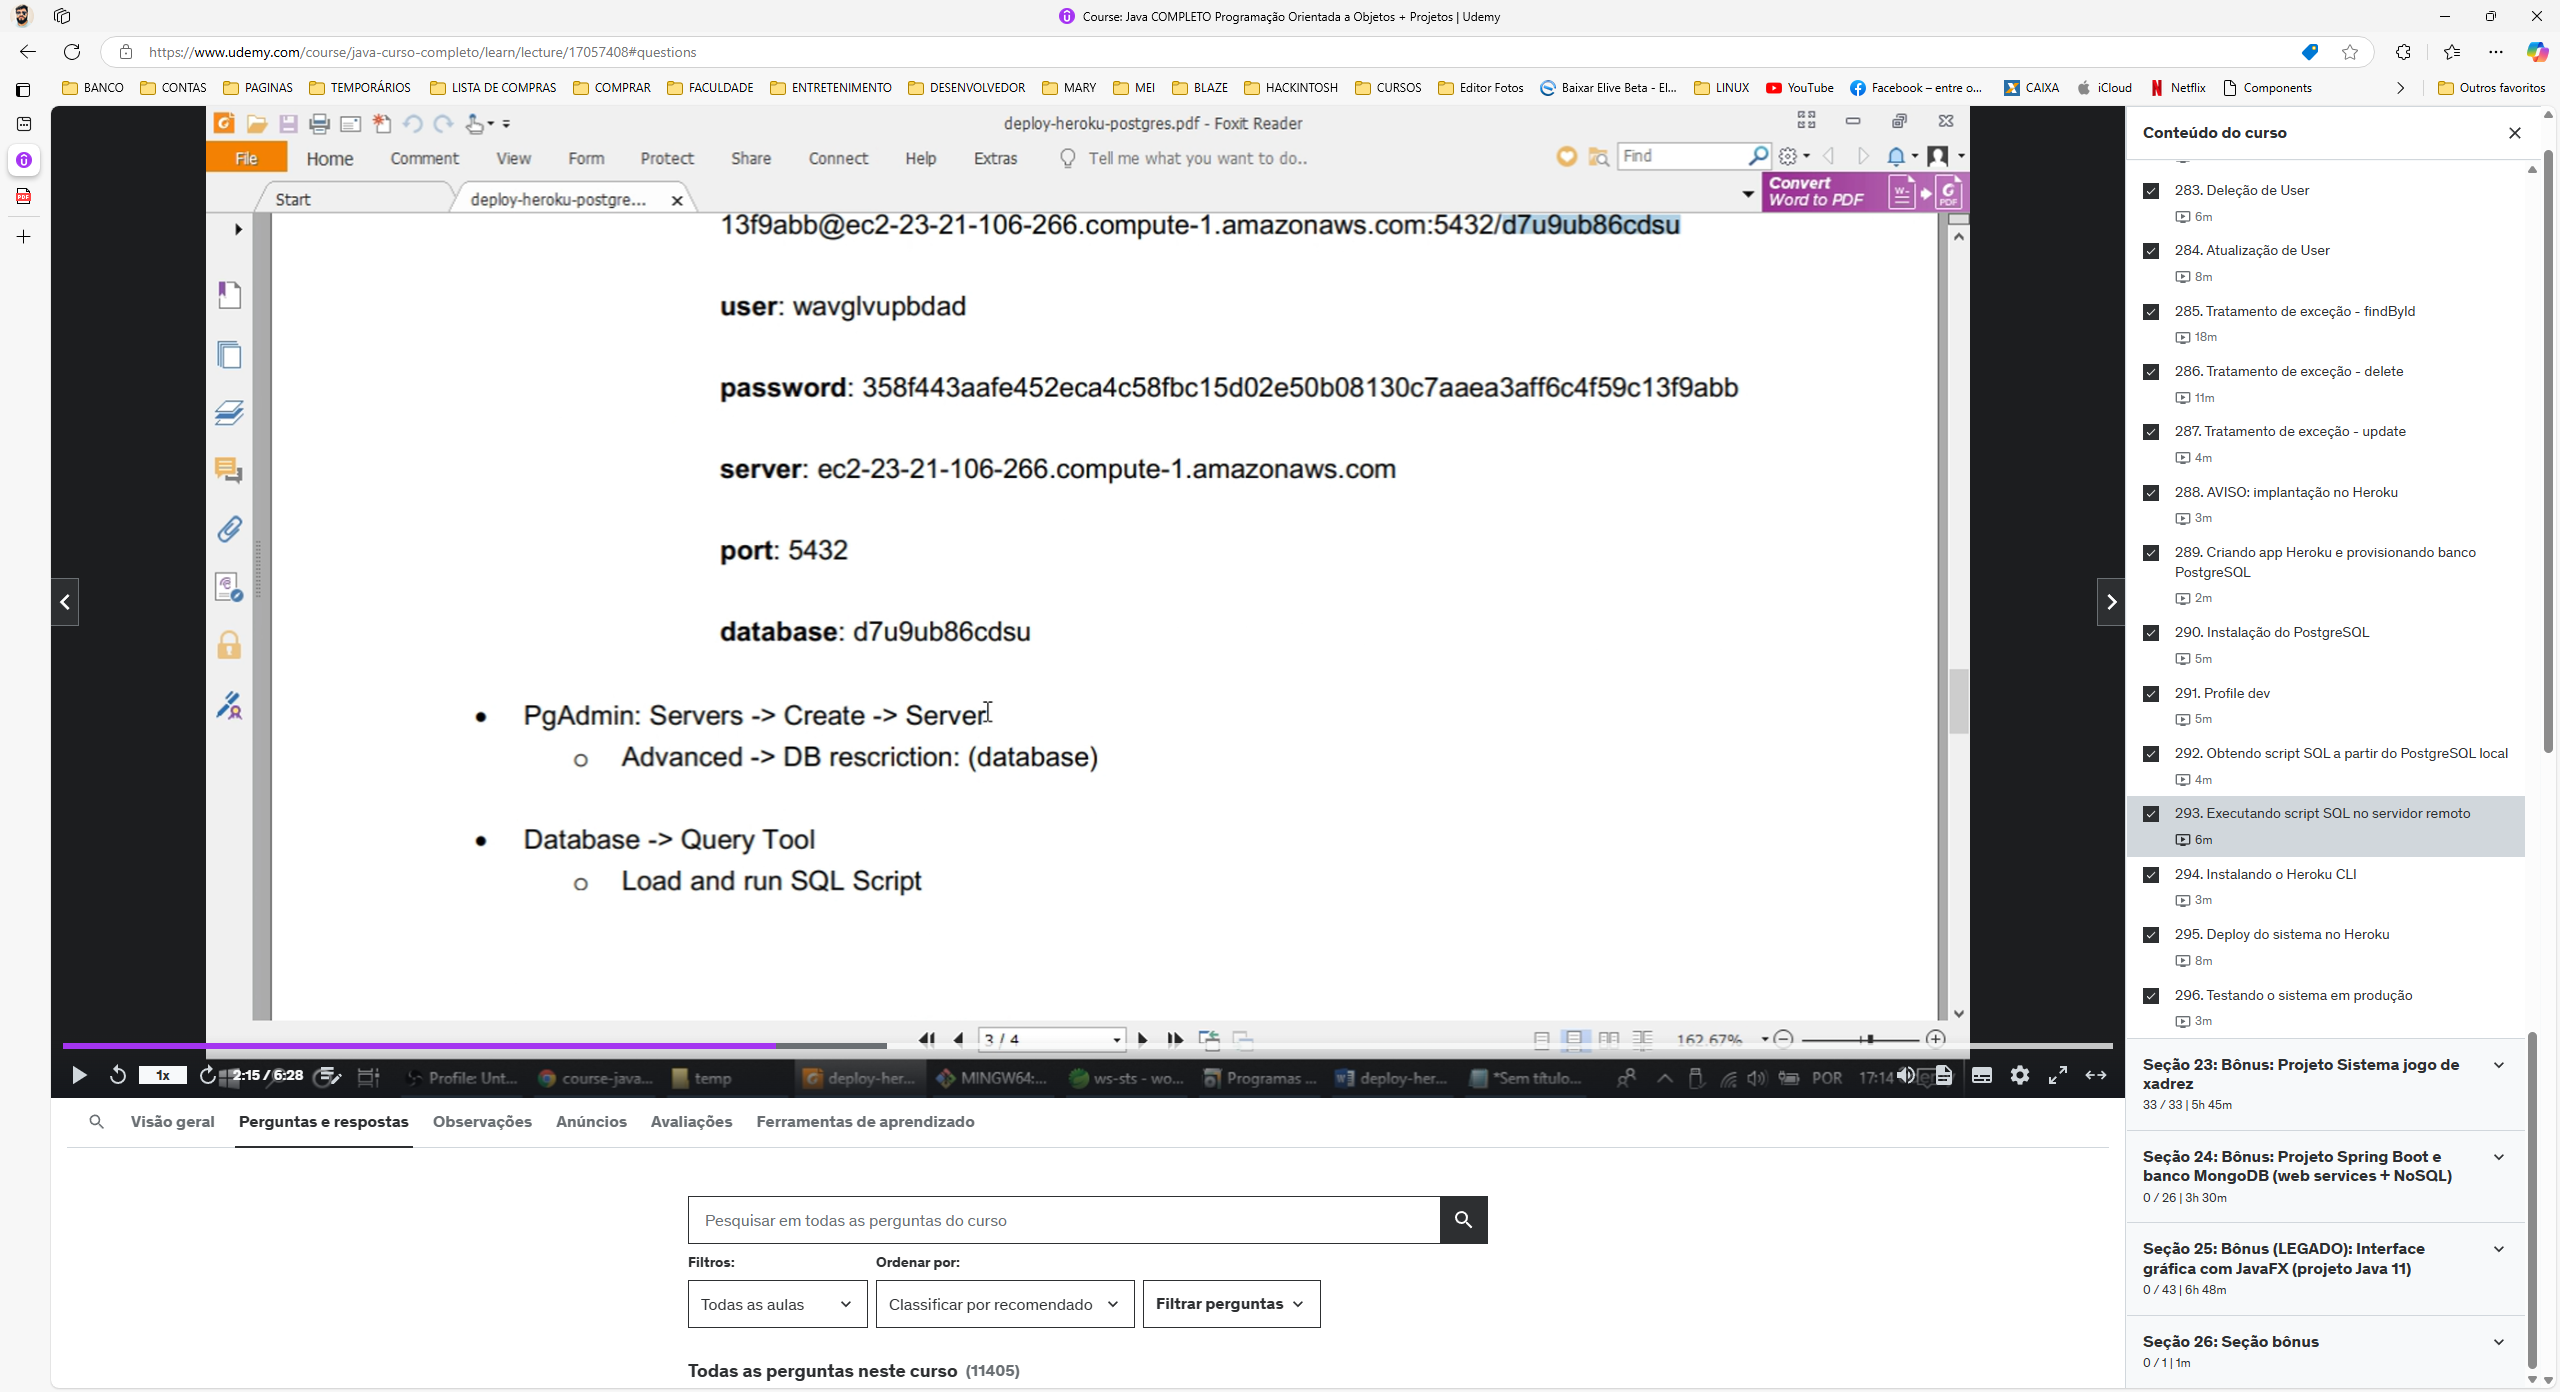 Course: Java COMPLETO Programação Orientada a Objetos + Projetos | Udemy
https://www.udemy.com/course/java-curso-completo/learn/lecture/17057408#questions
BANCO CONTAS PAGINAS TEMPORÁRIOS LISTA DE COMPRAS COMPRAR FACULDADE ENTRETENIMENTO DESENVOLVEDOR MARY MEI BLAZE HACKINTOSH CURSOS Editor Fotos Baixar Elive Beta - El... LINUX YouTube Facebook – entre o... CAIXA iCloud Netflix Components Outros favoritos
deploy-heroku-postgres.pdf - Foxit Reader
File Home Comment View Form Protect Share Connect Help Extras Tell me what you want to do.. Find
Start deploy-heroku-postgre... Convert Word to PDF
13f9abb@ec2-23-21-106-266.compute-1.amazonaws.com:5432/d7u9ub86cdsu
user: wavglvupbdad
password: 358f443aafe452eca4c58fbc15d02e50b08130c7aaea3aff6c4f59c13f9abb
server: ec2-23-21-106-266.compute-1.amazonaws.com
port: 5432
database: d7u9ub86cdsu
• PgAdmin: Servers -> Create -> Server
o Advanced -> DB rescriction: (database)
• Database -> Query Tool
o Load and run SQL Script
3 / 4 162.67%
1x 2:15 / 6:28 Profile: Unt... course-java... temp deploy-her... MINGW64:... ws-sts - wo... Programas ... deploy-her... *Sem título... POR 17:14
Visão geral Perguntas e respostas Observações Anúncios Avaliações Ferramentas de aprendizado
Pesquisar em todas as perguntas do curso
Filtros: Ordenar por:
Todas as aulas Classificar por recomendado Filtrar perguntas
Todas as perguntas neste curso (11405)
Conteúdo do curso
283. Deleção de User
6m
284. Atualização de User
8m
285. Tratamento de exceção - findById
18m
286. Tratamento de exceção - delete
11m
287. Tratamento de exceção - update
4m
288. AVISO: implantação no Heroku
3m
289. Criando app Heroku e provisionando banco
PostgreSQL
2m
290. Instalação do PostgreSQL
5m
291. Profile dev
5m
292. Obtendo script SQL a partir do PostgreSQL local
4m
293. Executando script SQL no servidor remoto
6m
294. Instalando o Heroku CLI
3m
295. Deploy do sistema no Heroku
8m
296. Testando o sistema em produção
3m
Seção 23: Bônus: Projeto Sistema jogo de
xadrez
33 / 33 | 5h 45m
Seção 24: Bônus: Projeto Spring Boot e
banco MongoDB (web services + NoSQL)
0 / 26 | 3h 30m
Seção 25: Bônus (LEGADO): Interface
gráfica com JavaFX (projeto Java 11)
0 / 43 | 6h 48m
Seção 26: Seção bônus
0 / 1 | 1m